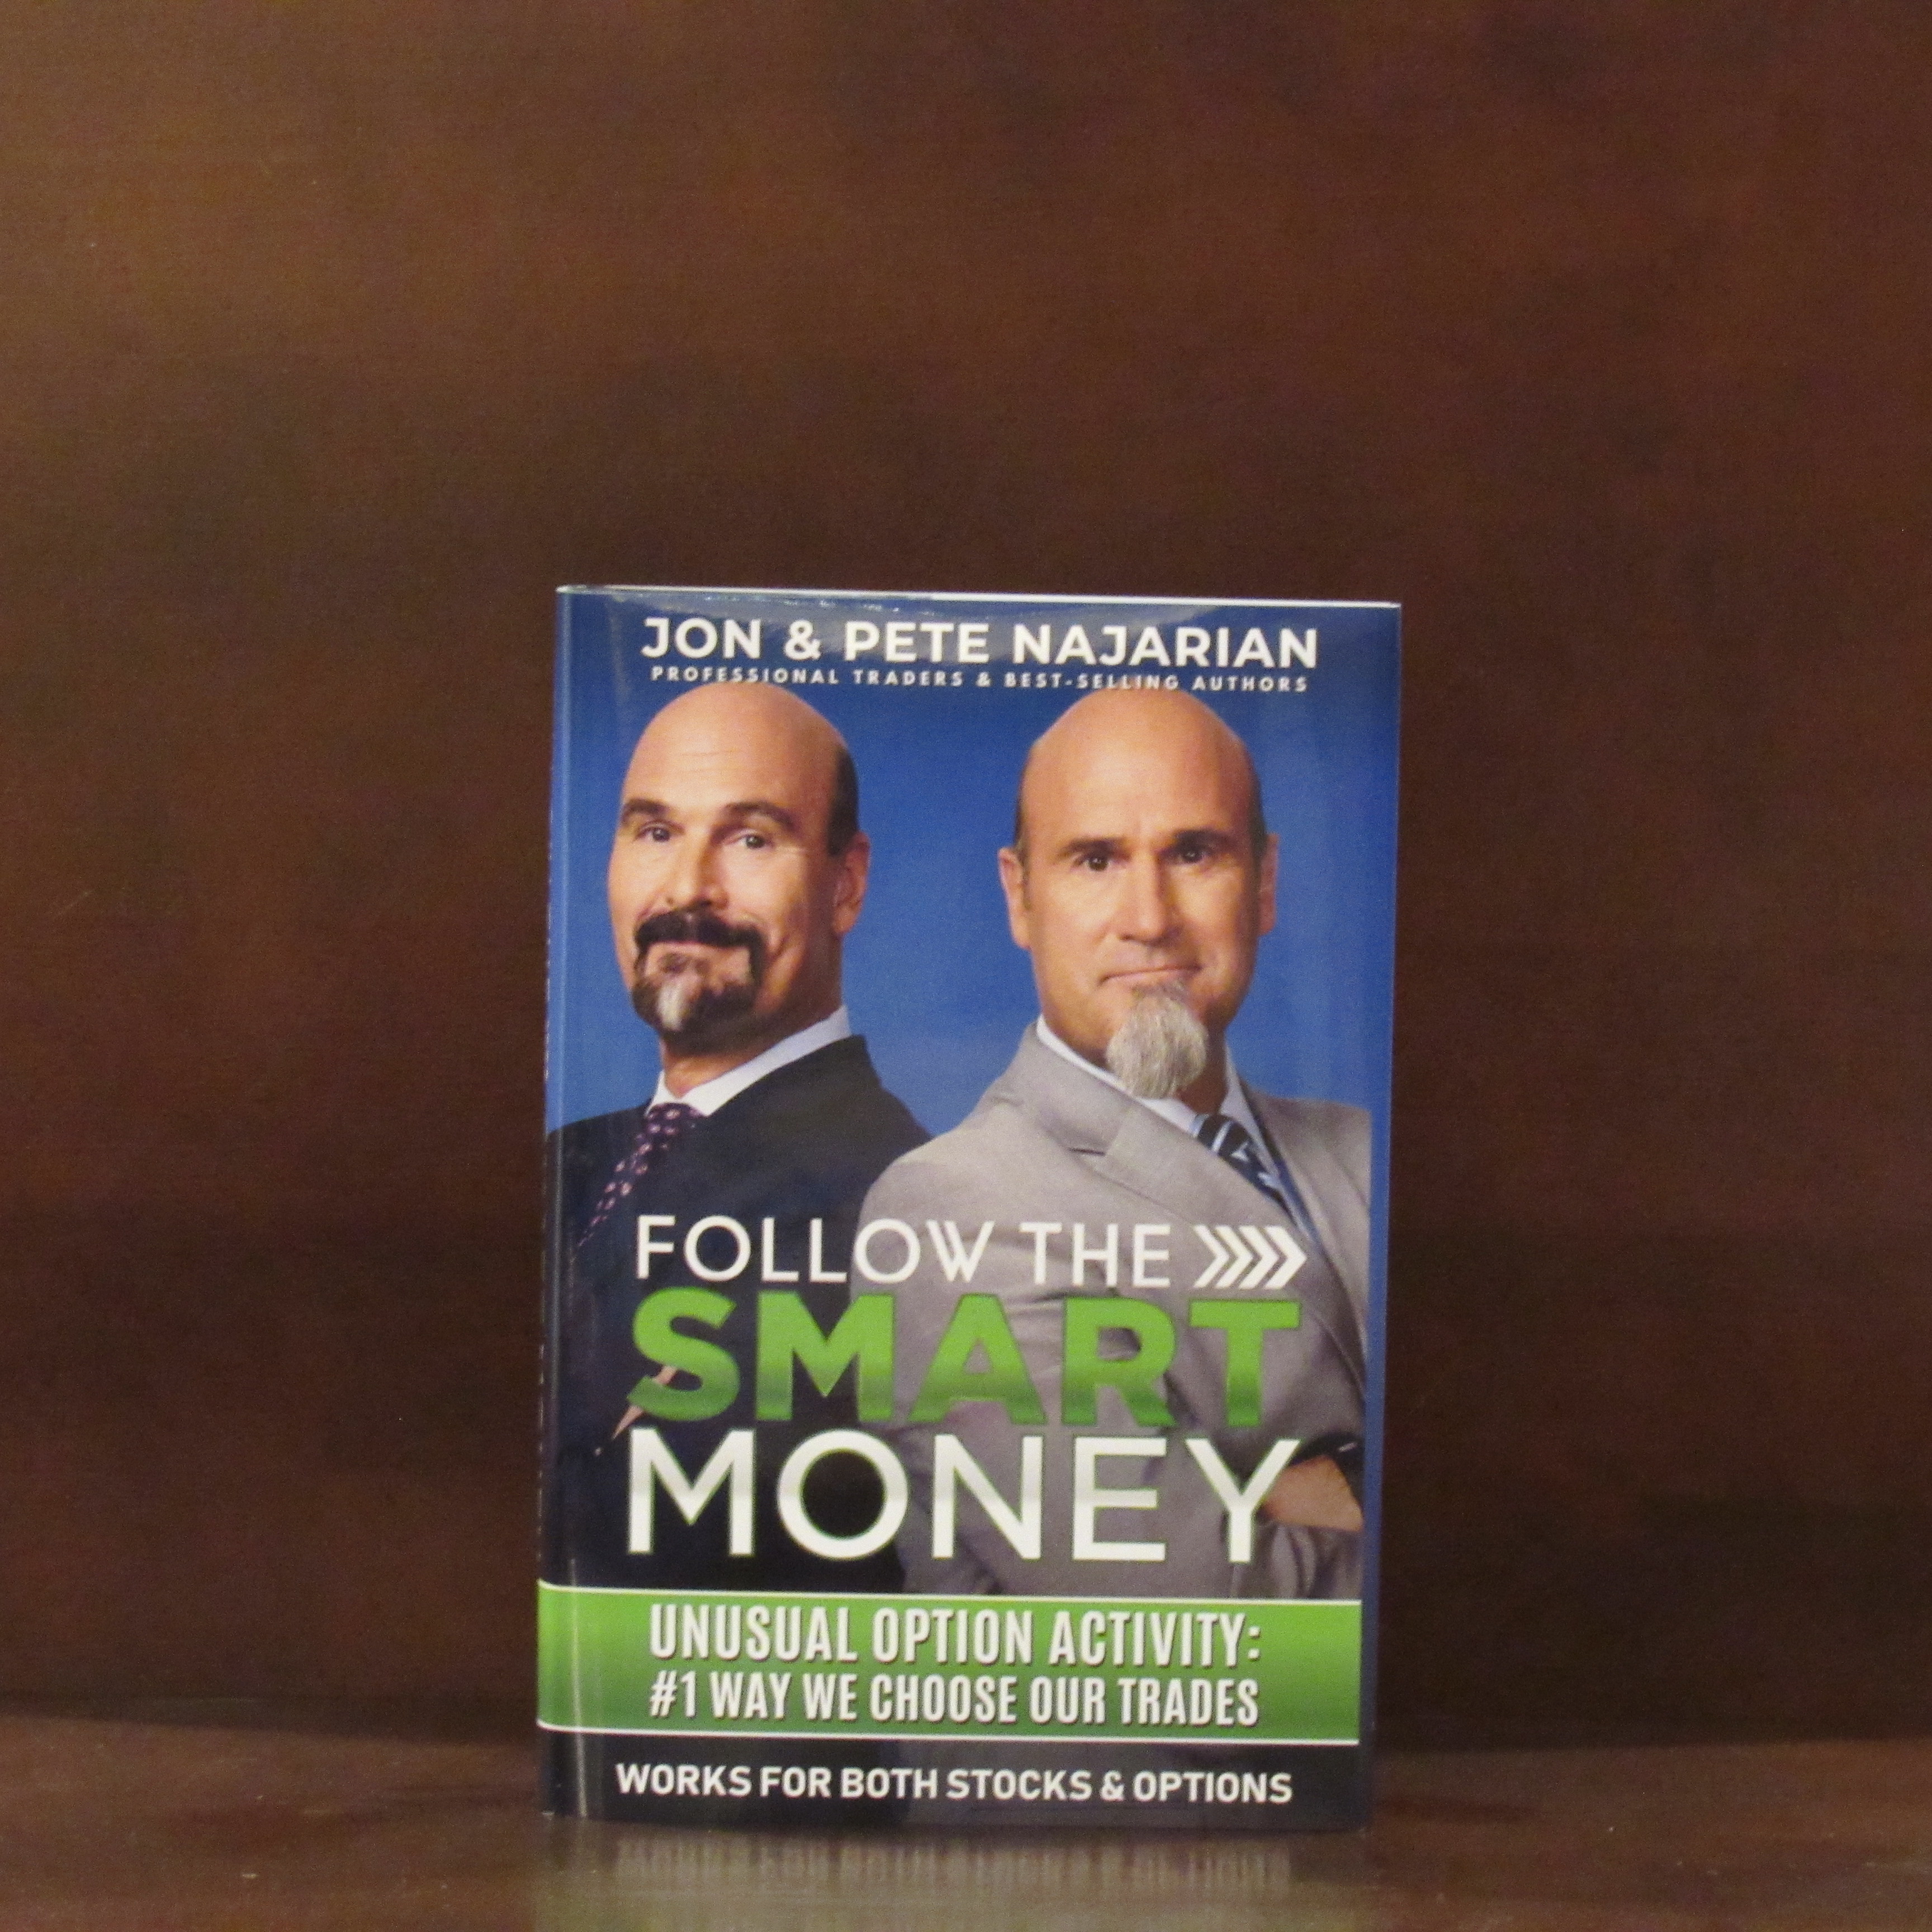 JON & PETE NAJARIAN
PROFESSIONAL TRADERS & BEST-SELLING AUTHORS
FOLLOW THE
SMART
MONEY
UNUSUAL OPTION ACTIVITY:
#1 WAY WE CHOOSE OUR TRADES
WORKS FOR BOTH STOCKS & OPTIONS